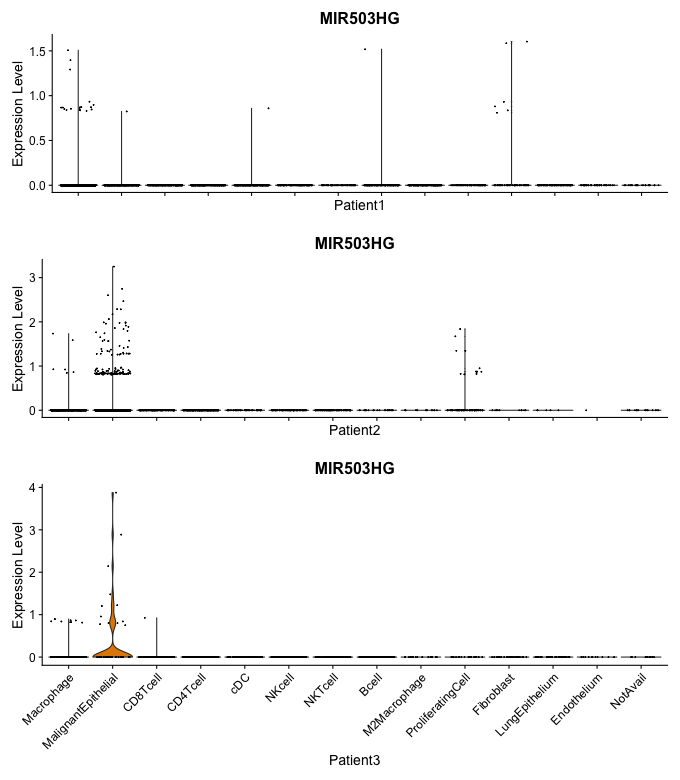 MIR503HG
Expression Level
1.5
1.0
0.5
0.0
Patient1
MIR503HG
Expression Level
3
2
1
0
Patient2
MIR503HG
Expression Level
4
3
2
1
0
Macrophage
MalignantEpithelial
CD8Tcell
CD4Tcell
cDC
NKcell
NKTcell
Bcell
M2Macrophage
ProliferatingCell
Fibroblast
LungEpithelium
Endothelium
NotAvail
Patient3